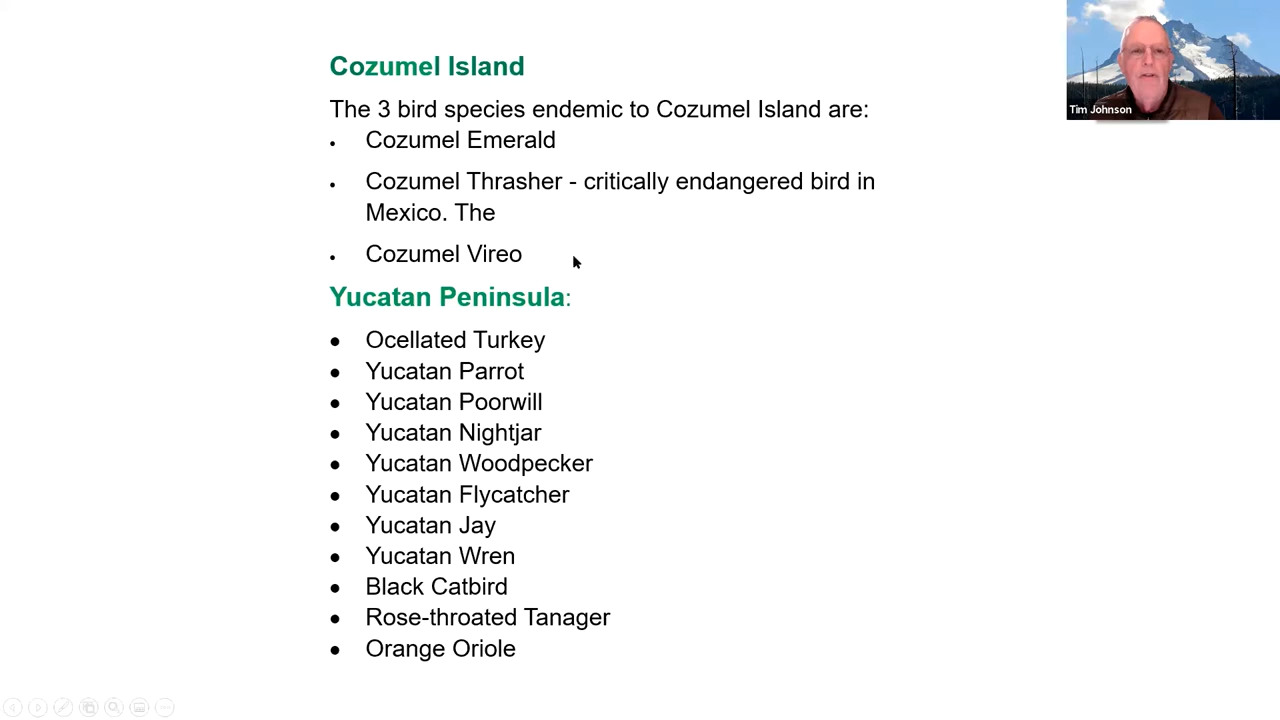 Cozumel Island
The 3 bird species endemic to Cozumel Island are:
• Cozumel Emerald
• Cozumel Thrasher - critically endangered bird in
Mexico. The
• Cozumel Vireo
Yucatan Peninsula:
• Ocellated Turkey
• Yucatan Parrot
• Yucatan Poorwill
• Yucatan Nightjar
• Yucatan Woodpecker
• Yucatan Flycatcher
• Yucatan Jay
• Yucatan Wren
• Black Catbird
• Rose-throated Tanager
• Orange Oriole
Tim Johnson